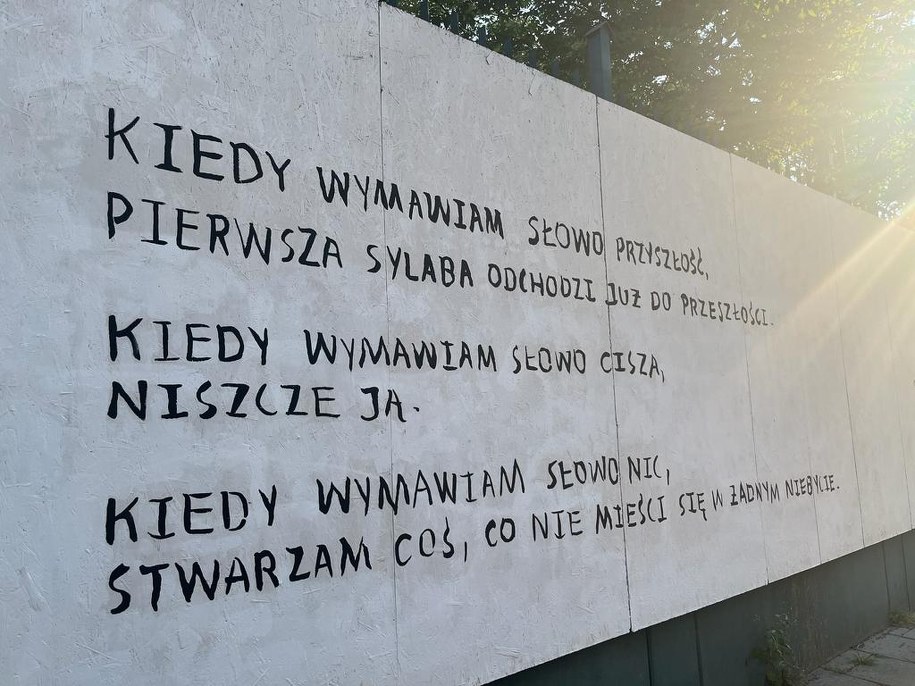 KIEDY WYMAWIAM SŁOWO PRZYSZŁOŚĆ,
PIERWSZA SYLABA ODCHODZI JUŻ DO PRZESZŁOŚCI.
KIEDY WYMAWIAM SŁOWO CISZA,
NISZCZE JĄ.
KIEDY WYMAWIAM SŁOWO NIC,
STWARZAM COŚ, CO NIE MIEŚCI SIĘ W ŻADNYM NIEBYCIE.